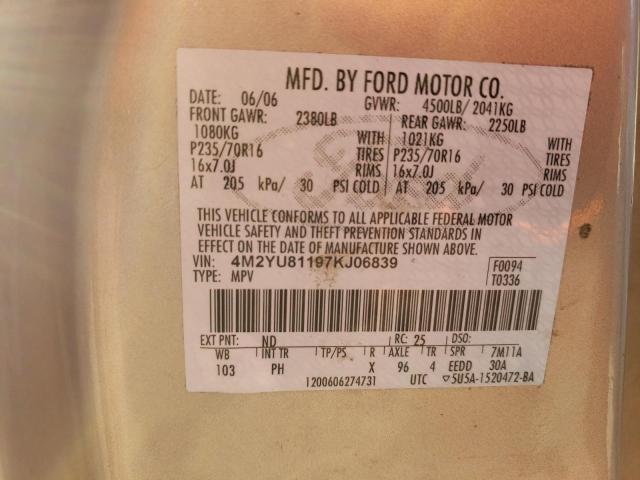 MFD. BY FORD MOTOR CO.
DATE: 06/06 GVWR: 4500LB/ 2041KG
FRONT GAWR: 2380LB REAR GAWR: 2250LB
1080KG WITH 1021KG WITH
P235/70R16 TIRES P235/70R16 TIRES
16x7.0J RIMS 16x7.0J RIMS
AT 205 kPa/ 30 PSI COLD AT 205 kPa/ 30 PSI COLD
THIS VEHICLE CONFORMS TO ALL APPLICABLE FEDERAL MOTOR
VEHICLE SAFETY AND THEFT PREVENTION STANDARDS IN
EFFECT ON THE DATE OF MANUFACTURE SHOWN ABOVE.
VIN: 4M2YU81197KJ06839 F0094
TYPE: MPV T0336
EXT PNT: ND RC: 25 DSO:
WB INT TR TP/PS R AXLE TR SPR 7M11A
103 PH X 96 4 EEDD 30A
1200606274731 UTC ▽5U5A-1520472-BA